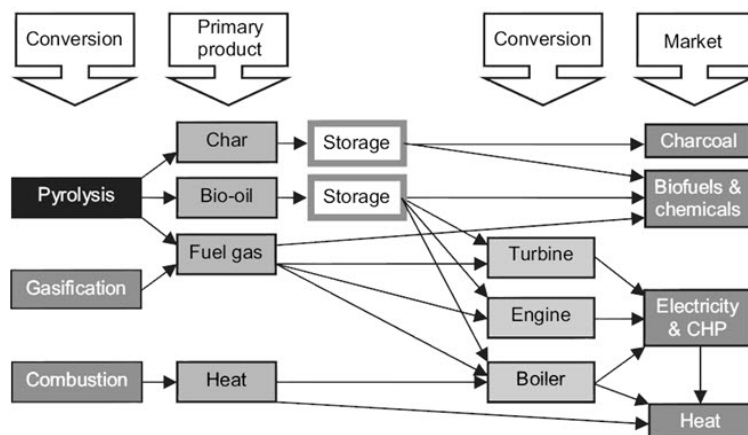 Conversion
Primary
product
Conversion
Market
Char
Storage
Charcoal
Pyrolysis
Bio-oil
Storage
Biofuels &
chemicals
Fuel gas
Turbine
Gasification
Engine
Electricity
& CHP
Combustion
Heat
Boiler
Heat